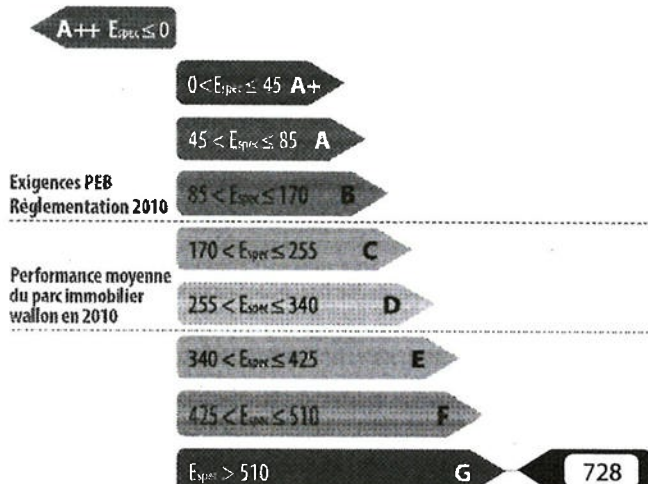 A++ Espec ≤ 0
0 < Espec ≤ 45 A+
45 < Espec ≤ 85 A
Exigences PEB
Réglementation 2010
85 < Espec ≤ 170 B
170 < Espec ≤ 255 C
Performance moyenne
du parc immobilier
wallon en 2010
255 < Espec ≤ 340 D
340 < Espec ≤ 425 E
425 < Espec ≤ 510 F
Espec > 510 G 728